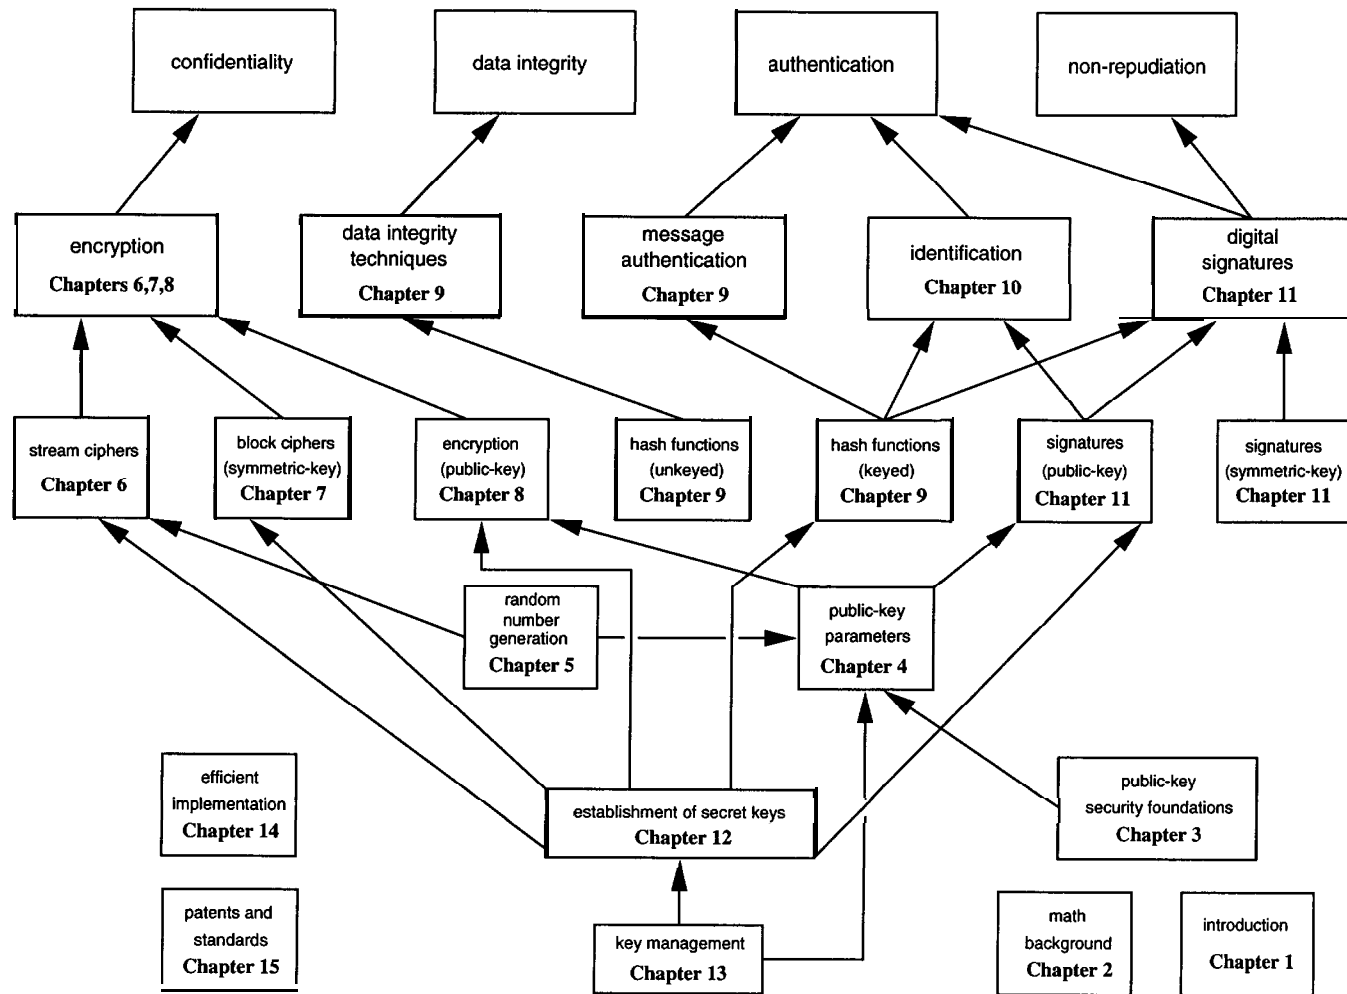 confidentiality
data integrity
authentication
non-repudiation
encryption
Chapters 6,7,8
data integrity
techniques
Chapter 9
message
authentication
Chapter 9
identification
Chapter 10
digital
signatures
Chapter 11
stream ciphers
Chapter 6
block ciphers
(symmetric-key)
Chapter 7
encryption
(public-key)
Chapter 8
hash functions
(unkeyed)
Chapter 9
hash functions
(keyed)
Chapter 9
signatures
(public-key)
Chapter 11
signatures
(symmetric-key)
Chapter 11
random
number
generation
Chapter 5
public-key
parameters
Chapter 4
efficient
implementation
Chapter 14
establishment of secret keys
Chapter 12
public-key
security foundations
Chapter 3
patents and
standards
Chapter 15
key management
Chapter 13
math
background
Chapter 2
introduction
Chapter 1